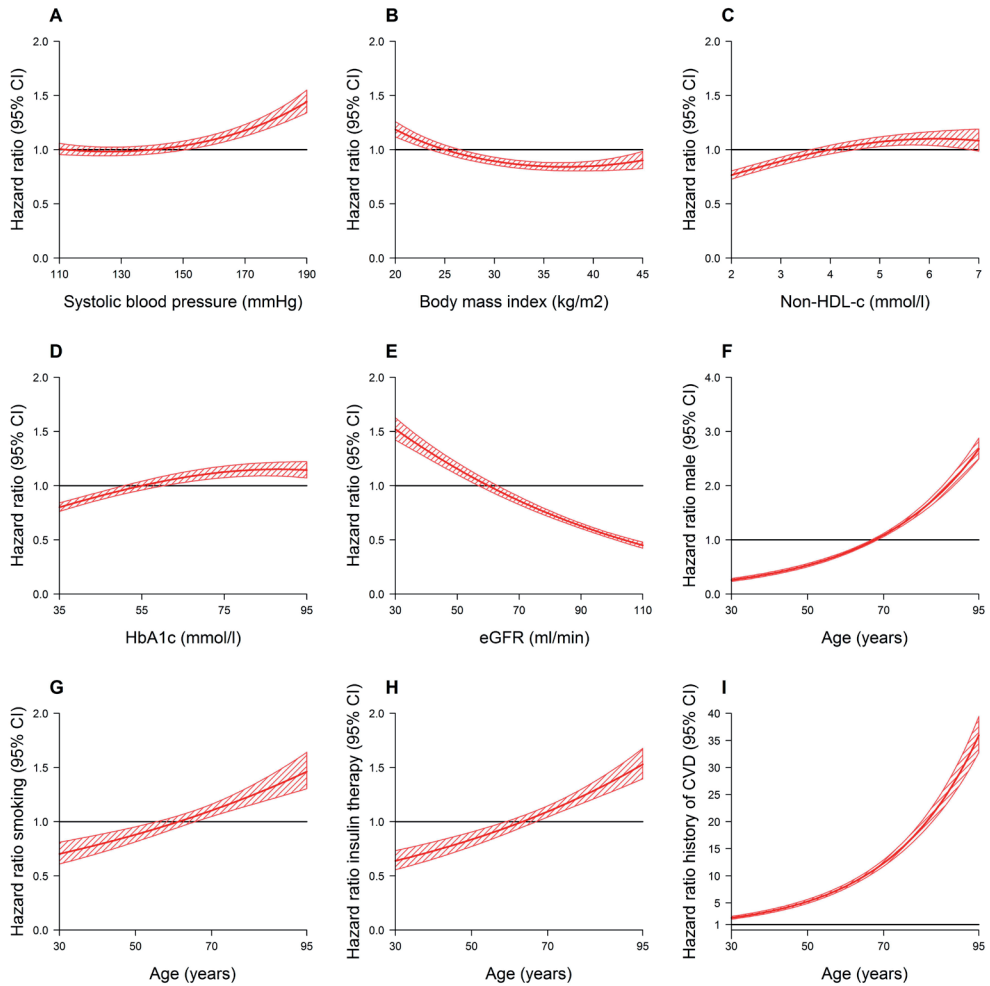 A
Hazard ratio (95% CI)
2.0
1.5
1.0
0.5
0.0
110 130 150 170 190
Systolic blood pressure (mmHg)
B
Hazard ratio (95% CI)
2.0
1.5
1.0
0.5
0.0
20 25 30 35 40 45
Body mass index (kg/m2)
C
Hazard ratio (95% CI)
2.0
1.5
1.0
0.5
0.0
2 3 4 5 6 7
Non-HDL-c (mmol/l)
D
Hazard ratio (95% CI)
2.0
1.5
1.0
0.5
0.0
35 55 75 95
HbA1c (mmol/l)
E
Hazard ratio (95% CI)
2.0
1.5
1.0
0.5
0.0
30 50 70 90 110
eGFR (ml/min)
F
Hazard ratio male (95% CI)
4.0
3.0
2.0
1.0
0.0
30 50 70 95
Age (years)
G
Hazard ratio smoking (95% CI)
2.0
1.5
1.0
0.5
0.0
30 50 70 95
Age (years)
H
Hazard ratio insulin therapy (95% CI)
2.0
1.5
1.0
0.5
0.0
30 50 70 95
Age (years)
I
Hazard ratio history of CVD (95% CI)
40
35
30
25
20
15
10
5
1
30 50 70 95
Age (years)